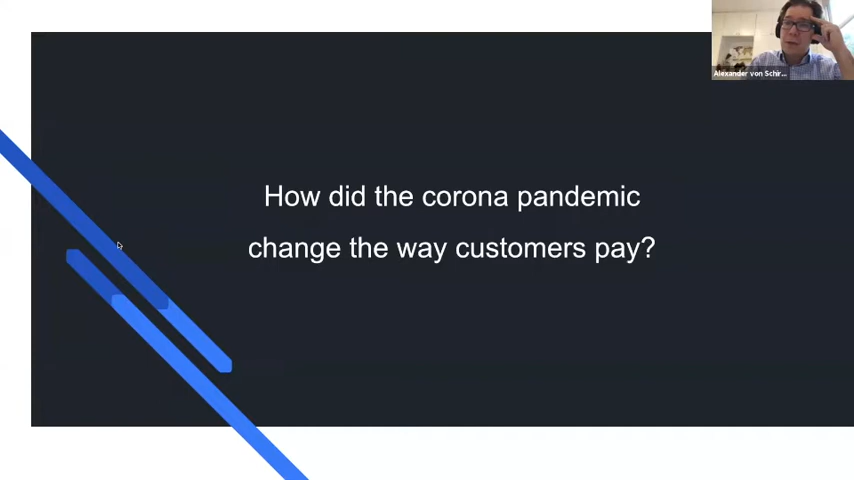 Alexander von Schir...
How did the corona pandemic
change the way customers pay?